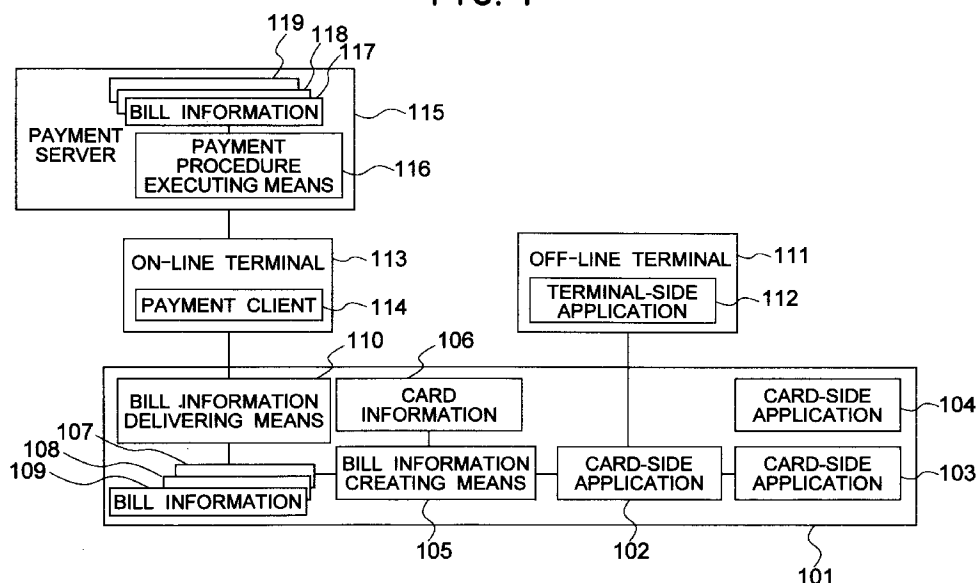 119
118
117
BILL INFORMATION
115
PAYMENT
SERVER
PAYMENT
PROCEDURE
EXECUTING MEANS
116
ON-LINE TERMINAL
113
PAYMENT CLIENT
114
OFF-LINE TERMINAL
111
TERMINAL-SIDE
APPLICATION
112
110
106
BILL INFORMATION
DELIVERING MEANS
CARD
INFORMATION
CARD-SIDE
APPLICATION
104
107
108
109
BILL INFORMATION
BILL INFORMATION
CREATING MEANS
CARD-SIDE
APPLICATION
CARD-SIDE
APPLICATION
103
105
102
101